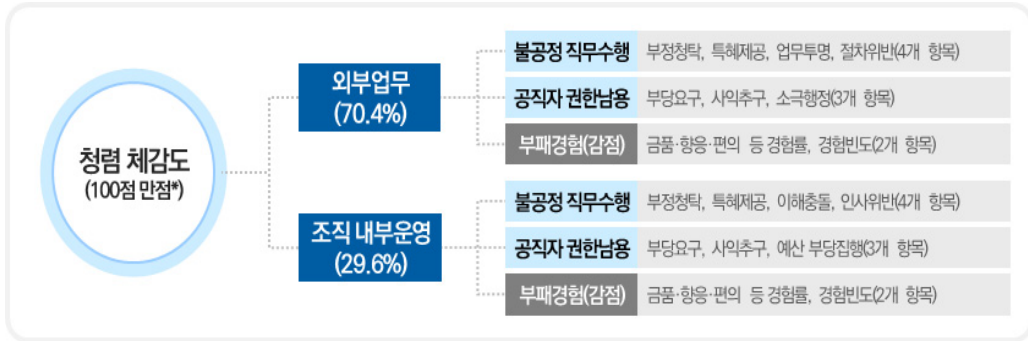 청렴 체감도
(100점 만점*)
외부업무
(70.4%)
불공정 직무수행 부정청탁, 특혜제공, 업무투명, 절차위반(4개 항목)
공직자 권한남용 부당요구, 사익추구, 소극행정(3개 항목)
부패경험(감점) 금품·향응·편의 등 경험률, 경험빈도(2개 항목)
조직 내부운영
(29.6%)
불공정 직무수행 부정청탁, 특혜제공, 이해충돌, 인사위반(4개 항목)
공직자 권한남용 부당요구, 사익추구, 예산 부당집행(3개 항목)
부패경험(감점) 금품·향응·편의 등 경험률, 경험빈도(2개 항목)